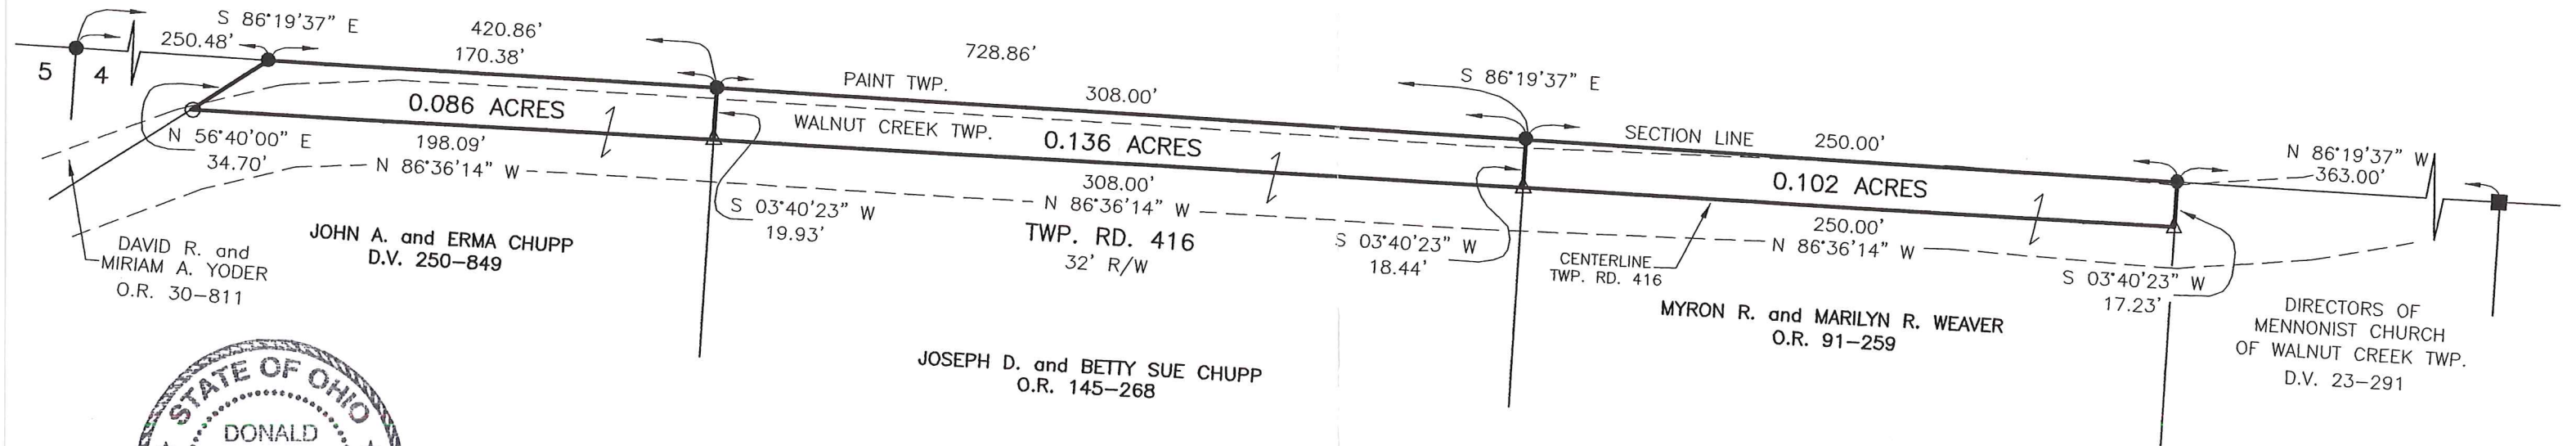 S 86°19'37" E
250.48'
5
4
420.86'
170.38'
728.86'
PAINT TWP.
308.00'
S 86°19'37" E
SECTION LINE
250.00'
N 86°19'37" W
363.00'
0.086 ACRES
WALNUT CREEK TWP.
0.136 ACRES
0.102 ACRES
N 56°40'00" E
34.70'
198.09'
N 86°36'14" W
308.00'
N 86°36'14" W
250.00'
N 86°36'14" W
S 03°40'23" W
19.93'
TWP. RD. 416
32' R/W
S 03°40'23" W
18.44'
CENTERLINE
TWP. RD. 416
S 03°40'23" W
17.23'
DAVID R. and
MIRIAM A. YODER
O.R. 30-811
JOHN A. and ERMA CHUPP
D.V. 250-849
JOSEPH D. and BETTY SUE CHUPP
O.R. 145-268
MYRON R. and MARILYN R. WEAVER
O.R. 91-259
DIRECTORS OF
MENNONIST CHURCH
OF WALNUT CREEK TWP.
D.V. 23-291
STATE OF OHIO
DONALD